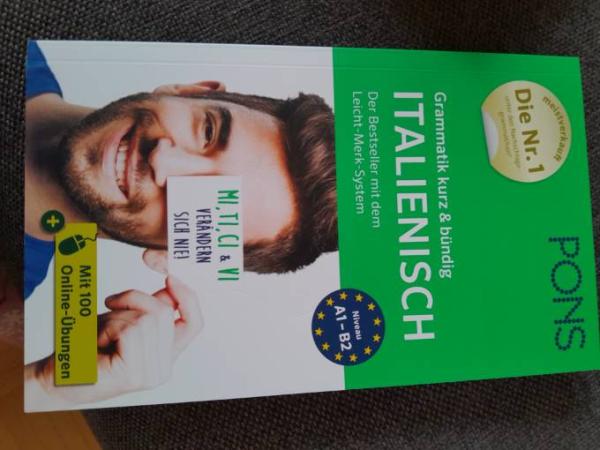 PONS
meistverkauft
Die Nr. 1
Grammatik kurz & bündig
ITALIENISCH
Der Bestseller mit dem
Leicht-Merk-System
Niveau
A1–B2
MI, TI, CI & VI
VERÄNDERN
SICH NIE!
+
Mit 100
Online-Übungen